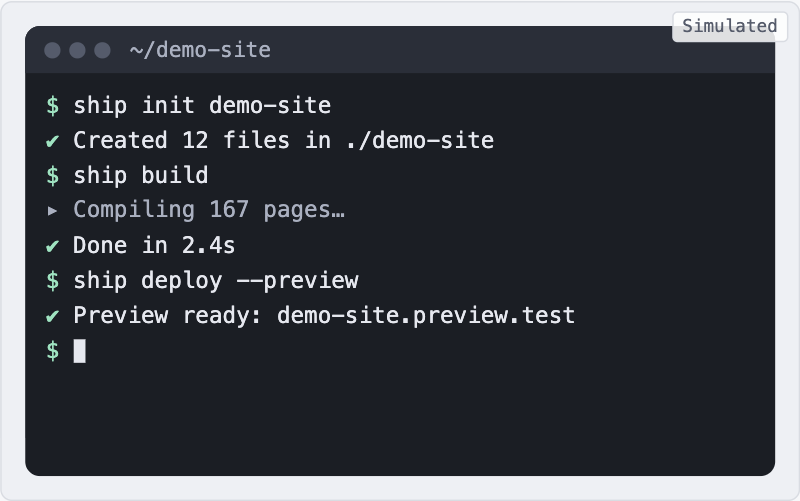 Simulated
~/demo-site
$ ship init demo-site
✔ Created 12 files in ./demo-site
$ ship build
▸ Compiling 167 pages…
✔ Done in 2.4s
$ ship deploy --preview
✔ Preview ready: demo-site.preview.test
$